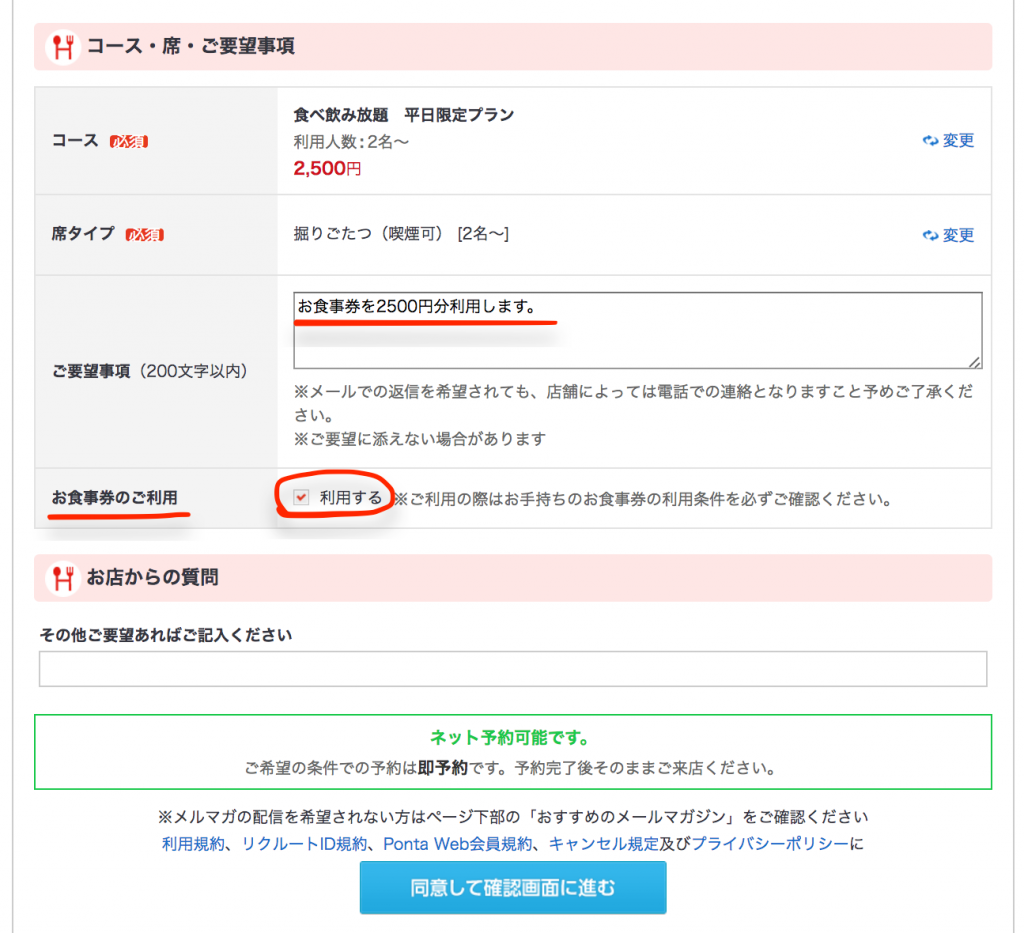 コース・席・ご要望事項
コース 必須
食べ飲み放題　平日限定プラン
利用人数:2名〜
2,500円
変更
席タイプ 必須
掘りごたつ（喫煙可） [2名〜]
変更
ご要望事項（200文字以内）
お食事券を2500円分利用します。
※メールでの返信を希望されても、店舗によっては電話での連絡となりますこと予めご了承くだ
さい。
※ご要望に添えない場合があります
お食事券のご利用
利用する ※ご利用の際はお手持ちのお食事券の利用条件を必ずご確認ください。
お店からの質問
その他ご要望あればご記入ください
ネット予約可能です。
ご希望の条件での予約は即予約です。予約完了後そのままご来店ください。
※メルマガの配信を希望されない方はページ下部の「おすすめのメールマガジン」をご確認ください
利用規約、リクルートID規約、Ponta Web会員規約、キャンセル規定及びプライバシーポリシーに
同意して確認画面に進む